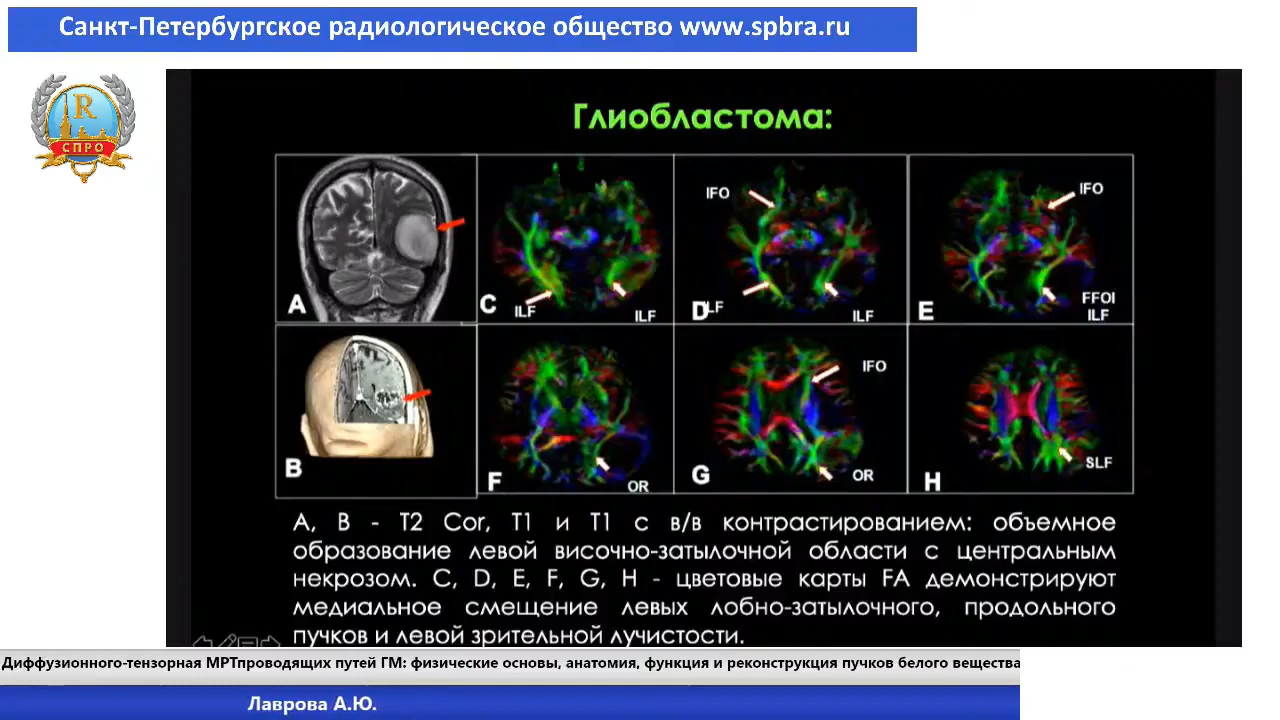 Санкт-Петербургское радиологическое общество www.spbra.ru
R
СПРО
Глиобластома:
A
C
ILF
ILF
IFO
D
LF
ILF
IFO
E
FFOI
ILF
B
F
OR
IFO
G
OR
H
SLF
A, B - T2 Cor, T1 и T1 с в/в контрастированием: объемное
образование левой височно-затылочной области с центральным
некрозом. C, D, E, F, G, H - цветовые карты FA демонстрируют
медиальное смещение левых лобно-затылочного, продольного
пучков и левой зрительной лучистости.
Диффузионного-тензорная МРТпроводящих путей ГМ: физические основы, анатомия, функция и реконструкция пучков белого вещества
Лаврова А.Ю.